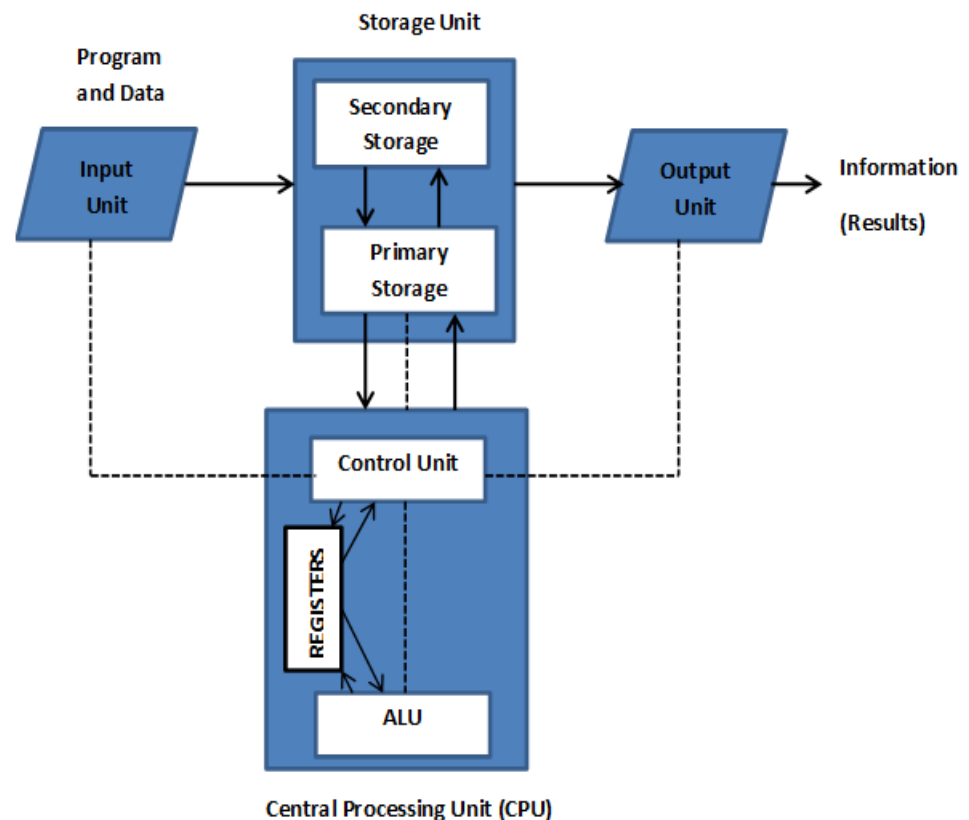 Storage Unit
Program
and Data
Secondary
Storage
Input
Unit
Output
Unit
Information
(Results)
Primary
Storage
Control Unit
REGISTERS
ALU
Central Processing Unit (CPU)